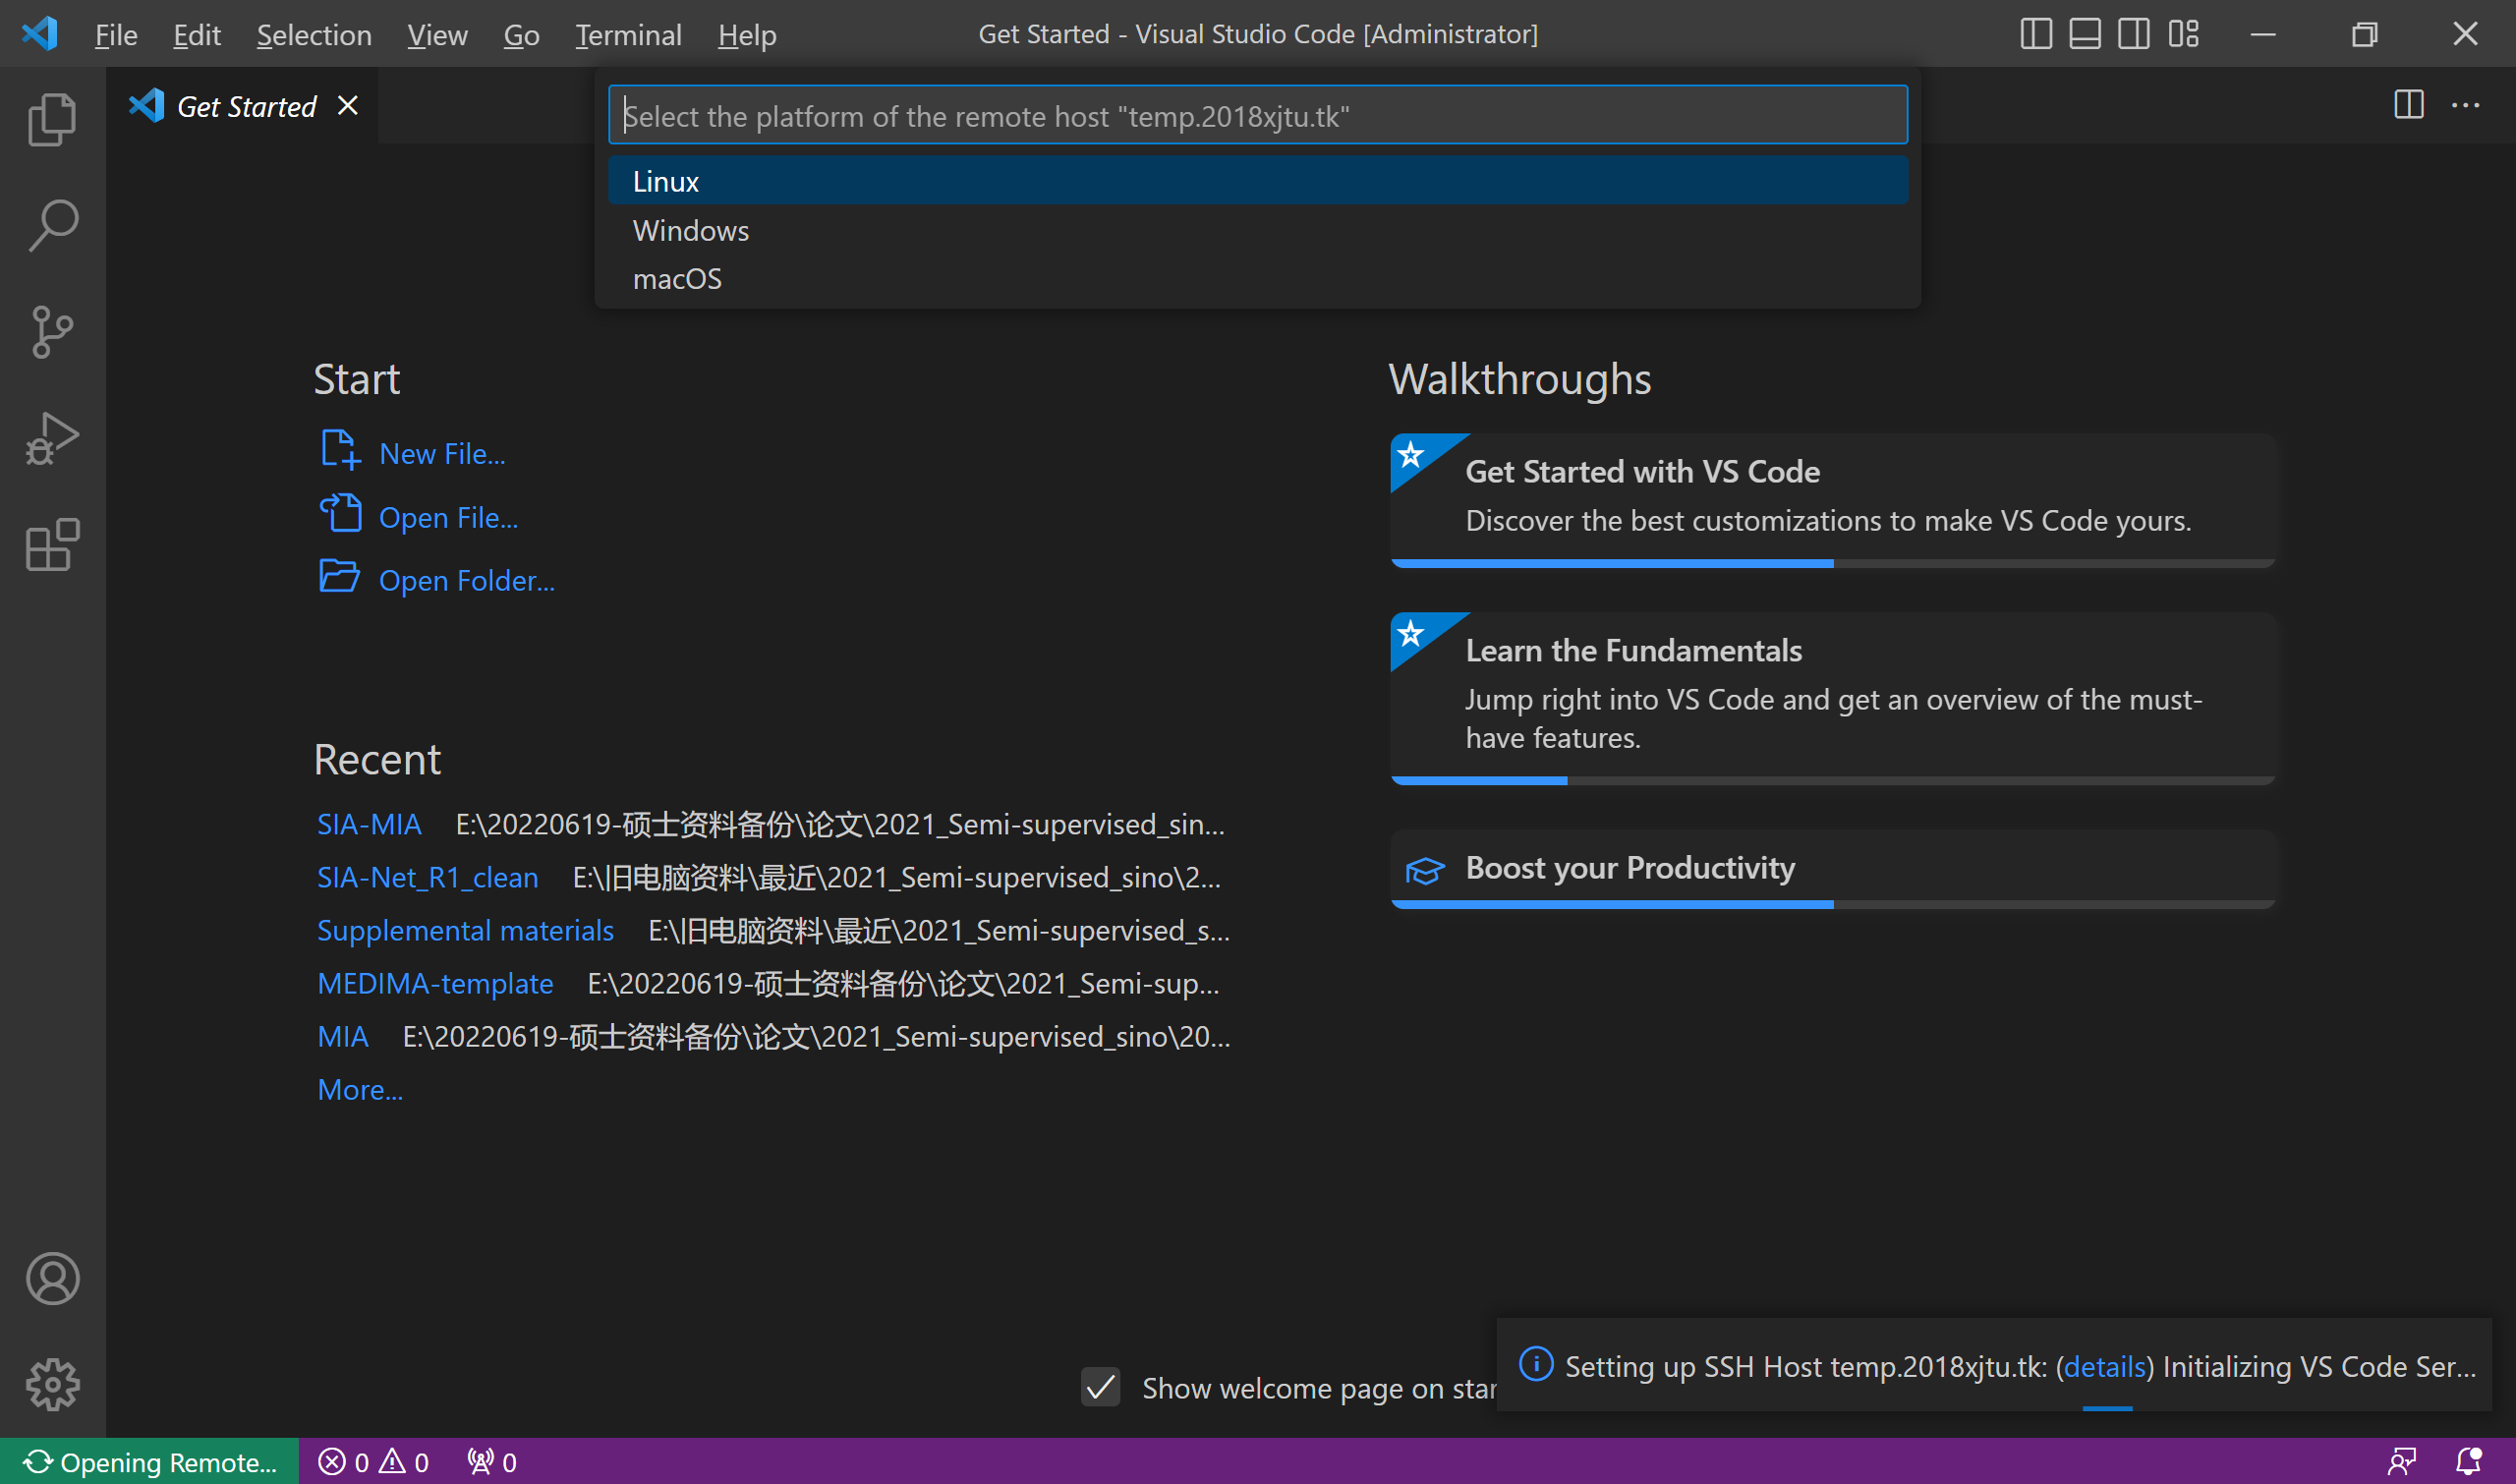 File Edit Selection View Go Terminal Help Get Started - Visual Studio Code [Administrator]
Get Started
Select the platform of the remote host "temp.2018xjtu.tk"
Linux
Windows
macOS
Start
New File...
Open File...
Open Folder...
Recent
SIA-MIA E:\20220619-硕士资料备份\论文\2021_Semi-supervised_sin...
SIA-Net_R1_clean E:\旧电脑资料\最近\2021_Semi-supervised_sino\2...
Supplemental materials E:\旧电脑资料\最近\2021_Semi-supervised_s...
MEDIMA-template E:\20220619-硕士资料备份\论文\2021_Semi-sup...
MIA E:\20220619-硕士资料备份\论文\2021_Semi-supervised_sino\20...
More...
Walkthroughs
Get Started with VS Code
Discover the best customizations to make VS Code yours.
Learn the Fundamentals
Jump right into VS Code and get an overview of the must-
have features.
Boost your Productivity
Show welcome page on star
Setting up SSH Host temp.2018xjtu.tk: (details) Initializing VS Code Ser...
Opening Remote... 0 0 0